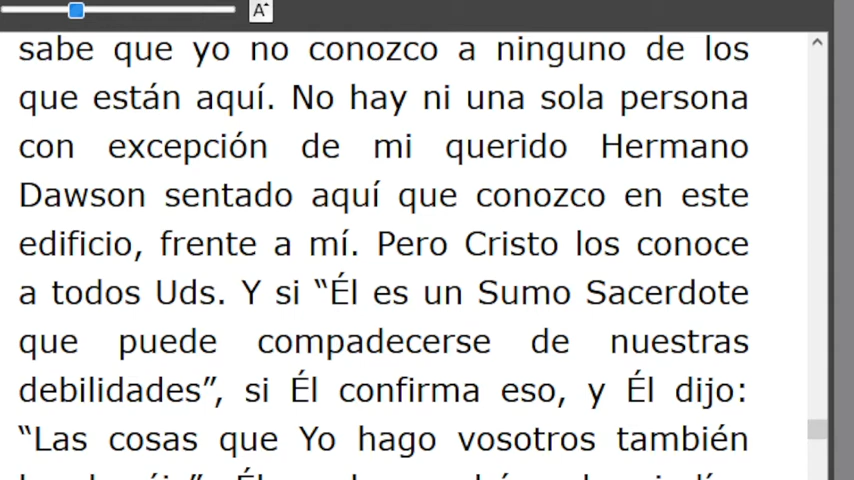 A
sabe que yo no conozco a ninguno de los
que están aquí. No hay ni una sola persona
con excepción de mi querido Hermano
Dawson sentado aquí que conozco en este
edificio, frente a mí. Pero Cristo los conoce
a todos Uds. Y si “Él es un Sumo Sacerdote
que puede compadecerse de nuestras
debilidades”, si Él confirma eso, y Él dijo:
“Las cosas que Yo hago vosotros también